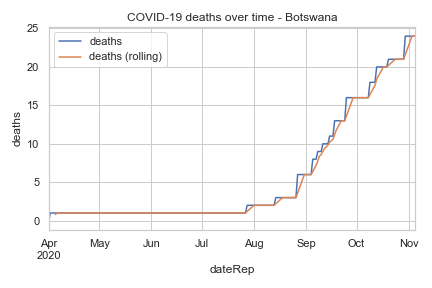 COVID-19 deaths over time - Botswana
deaths
deaths (rolling)
25
20
15
10
5
0
deaths
Apr
2020
May
Jun
Jul
Aug
Sep
Oct
Nov
dateRep